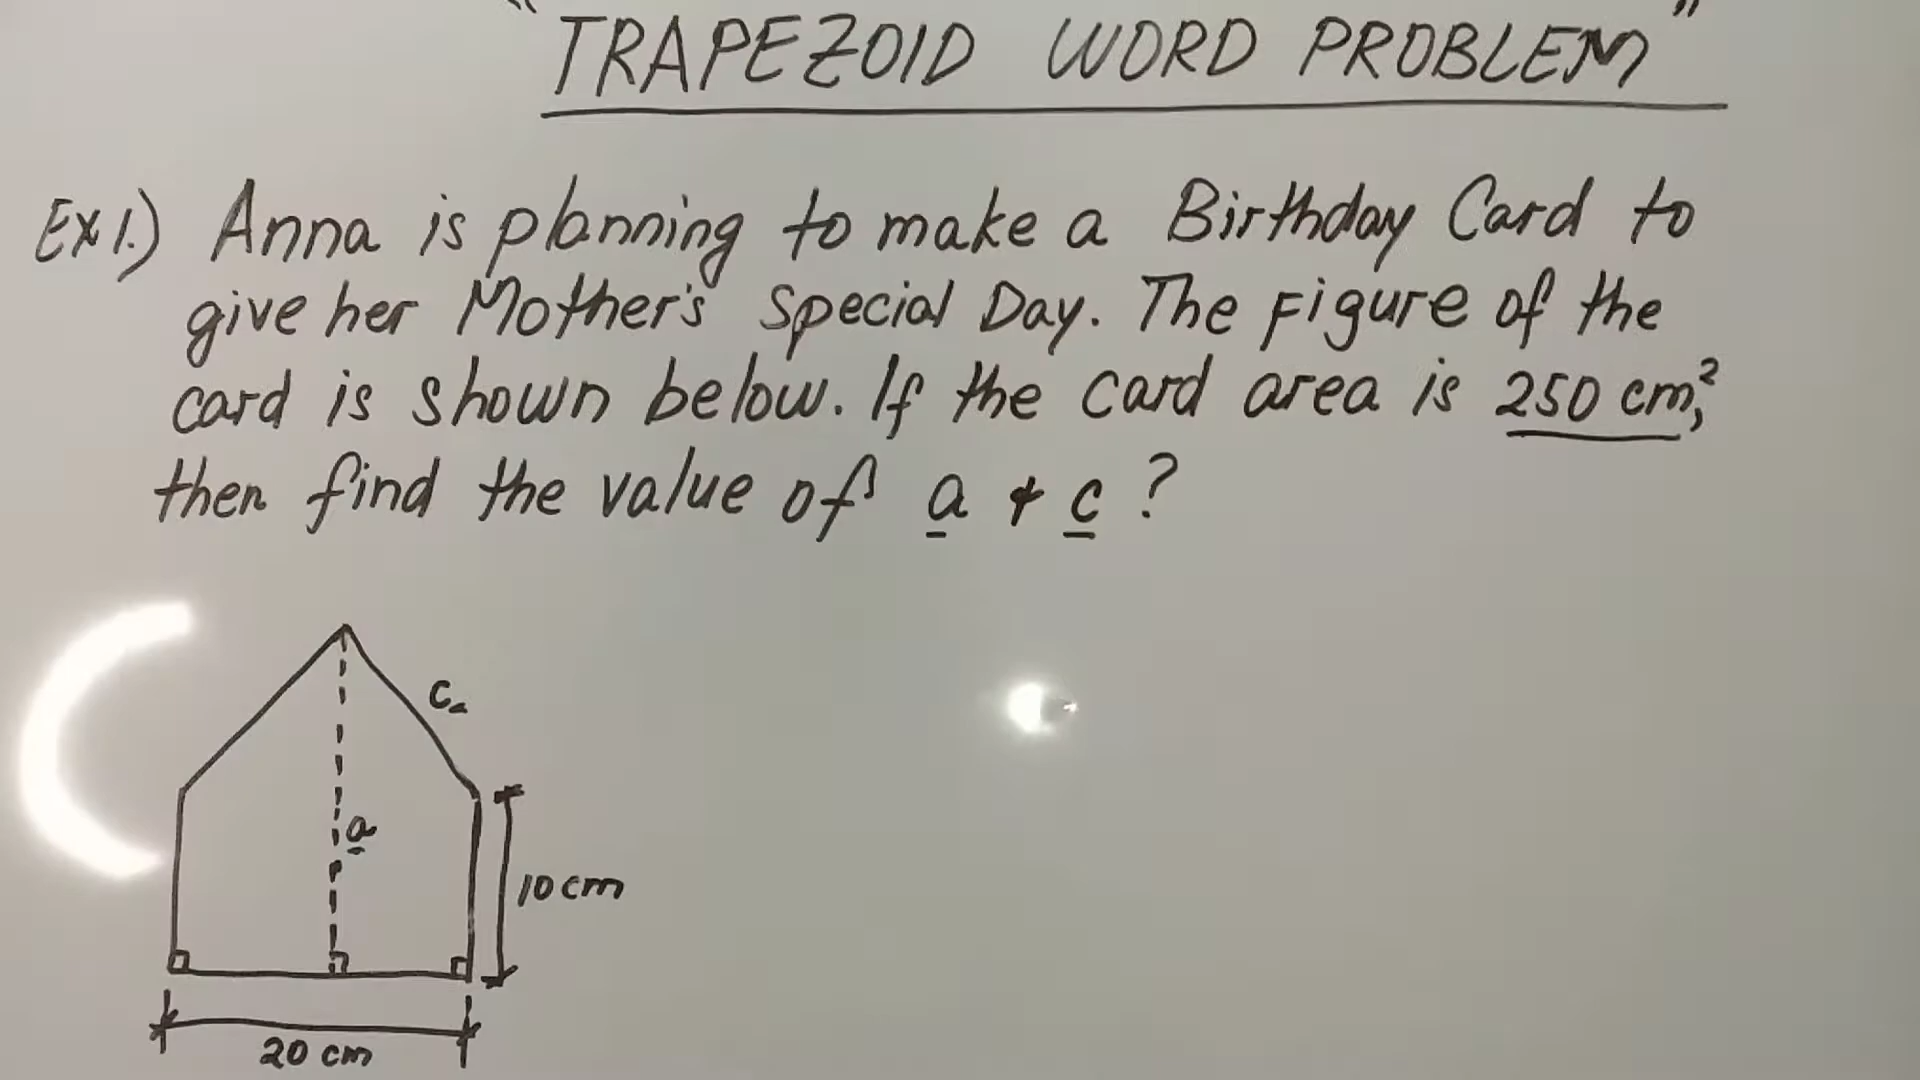 "TRAPEZOID WORD PROBLEM"
Ex1.) Anna is planning to make a Birthday Card to
give her Mother's Special Day. The Figure of the
card is shown below. If the card area is 250 cm²,
then find the value of a & c ?
c
a
10 cm
20 cm